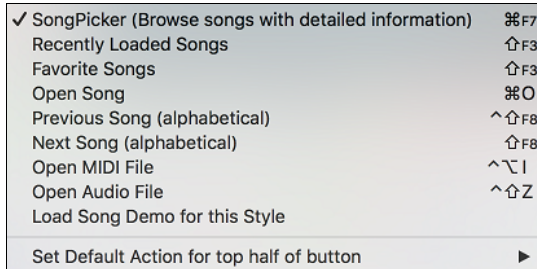 ✓ SongPicker (Browse songs with detailed information) ⌘F7
Recently Loaded Songs ⇧F3
Favorite Songs ⇧F3
Open Song ⌘O
Previous Song (alphabetical) ^⇧F8
Next Song (alphabetical) ⇧F8
Open MIDI File ^⌥I
Open Audio File ^⇧Z
Load Song Demo for this Style
Set Default Action for top half of button ▶